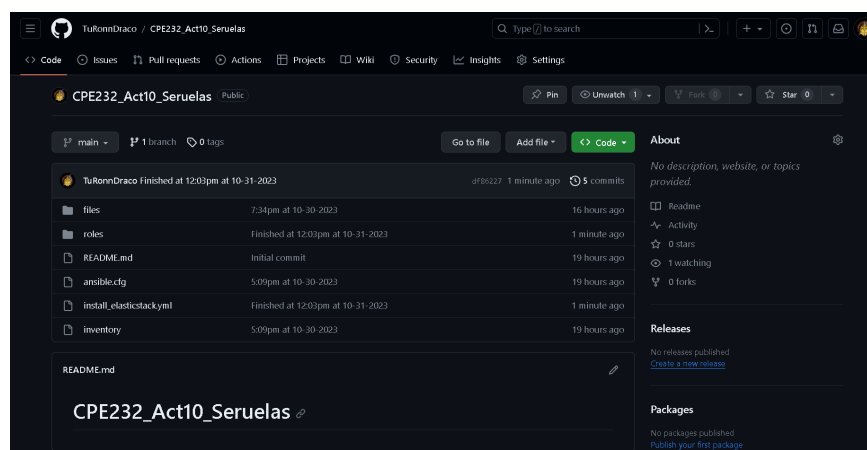 TuRonnDraco / CPE232_Act10_Seruelas
Type / to search
Code Issues Pull requests Actions Projects Wiki Security Insights Settings
CPE232_Act10_Seruelas Public
Pin Unwatch 1 Fork 0 Star 0
main 1 branch 0 tags Go to file Add file Code
TuRonnDraco Finished at 12:03pm at 10-31-2023 df86227 1 minute ago 5 commits
files 7:34pm at 10-30-2023 16 hours ago
roles Finished at 12:03pm at 10-31-2023 1 minute ago
README.md Initial commit 19 hours ago
ansible.cfg 5:09pm at 10-30-2023 19 hours ago
install_elasticstack.yml Finished at 12:03pm at 10-31-2023 1 minute ago
inventory 5:09pm at 10-30-2023 19 hours ago
README.md
CPE232_Act10_Seruelas
About
No description, website, or topics
provided.
Readme
Activity
0 stars
1 watching
0 forks
Releases
No releases published
Create a new release
Packages
No packages published
Publish your first package